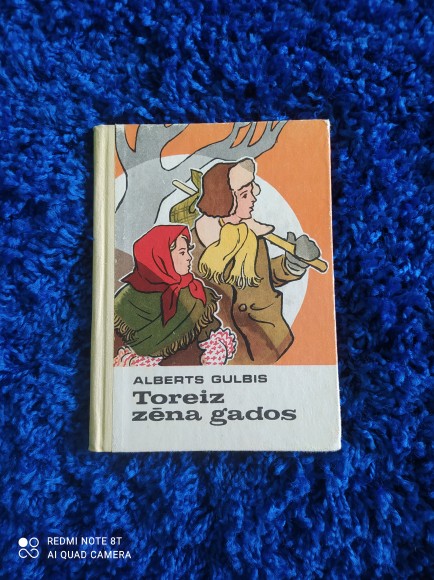 ALBERTS GULBIS
Toreiz
zēna gados
REDMI NOTE 8T
AI QUAD CAMERA